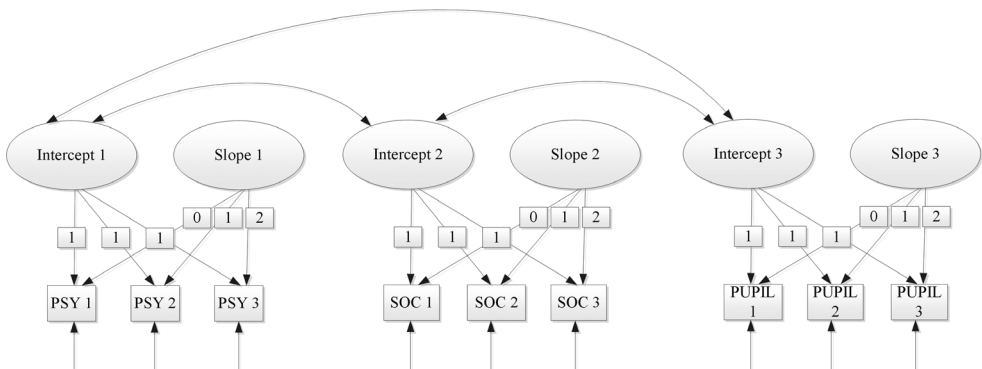 Intercept 1
Slope 1
Intercept 2
Slope 2
Intercept 3
Slope 3
0 1 2
0 1 2
0 1 2
1 1 1
1 1 1
1 1 1
PSY 1
PSY 2
PSY 3
SOC 1
SOC 2
SOC 3
PUPIL
1
PUPIL
2
PUPIL
3